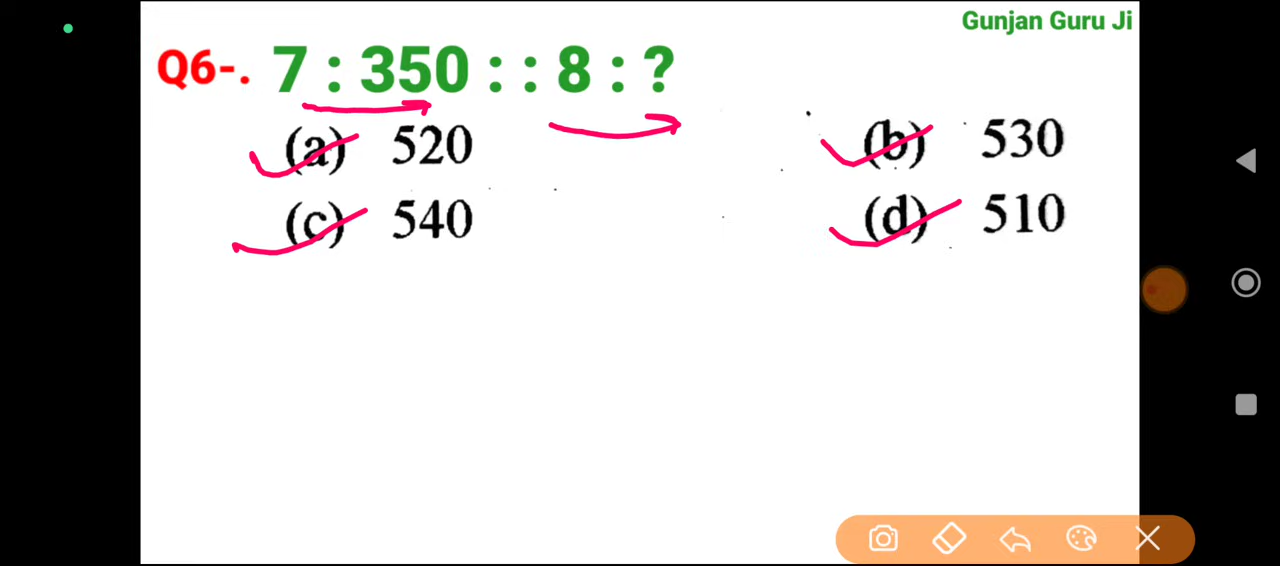 Gunjan Guru Ji
Q6-. 7 : 350 : : 8 : ?
(a) 520 (b) 530
(c) 540 (d) 510